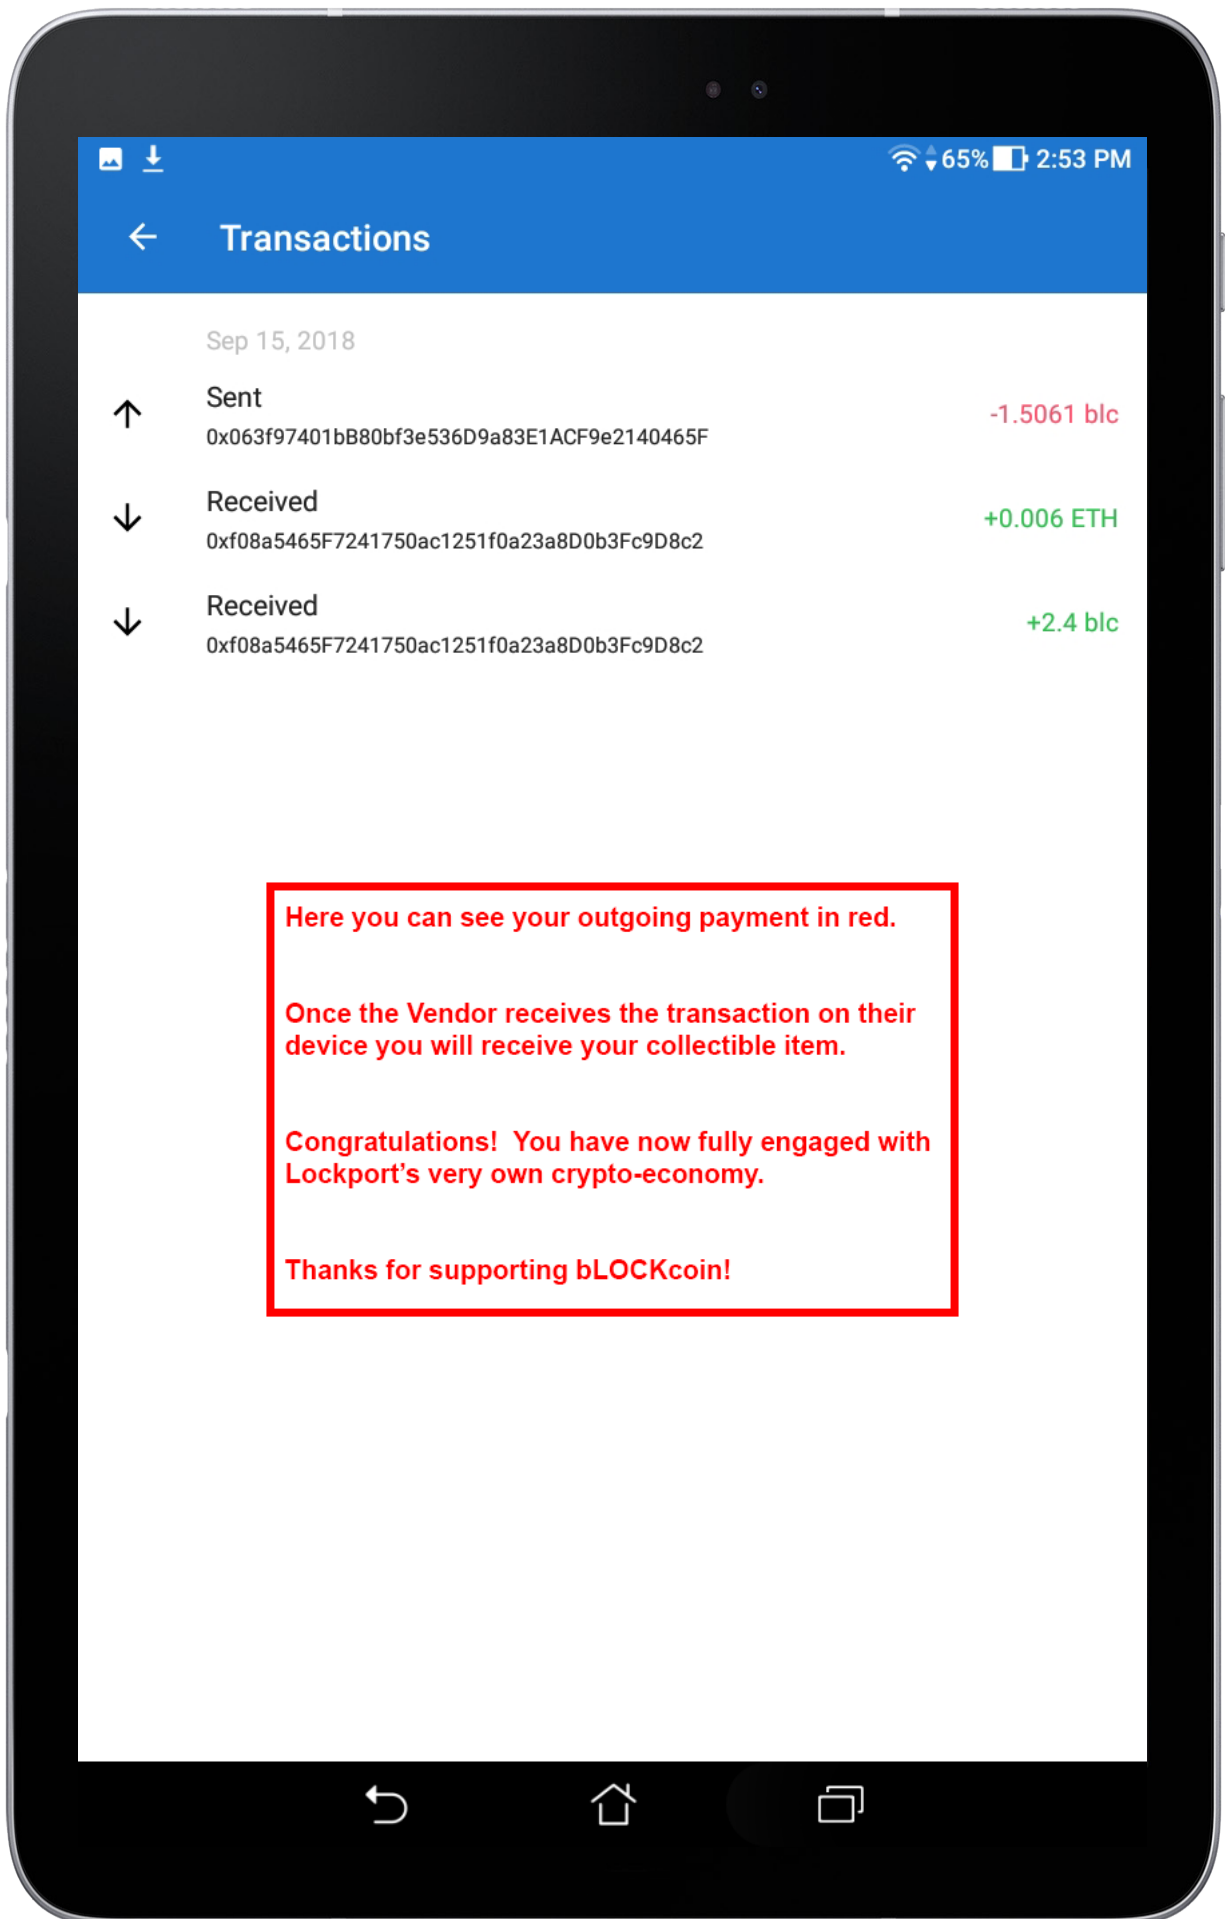 65% 2:53 PM
Transactions
Sep 15, 2018
Sent
-1.5061 blc
0x063f97401bB80bf3e536D9a83E1ACF9e2140465F
Received
+0.006 ETH
0xf08a5465F7241750ac1251f0a23a8D0b3Fc9D8c2
Received
+2.4 blc
0xf08a5465F7241750ac1251f0a23a8D0b3Fc9D8c2
Here you can see your outgoing payment in red.
Once the Vendor receives the transaction on their
device you will receive your collectible item.
Congratulations!  You have now fully engaged with
Lockport’s very own crypto-economy.
Thanks for supporting bLOCKcoin!